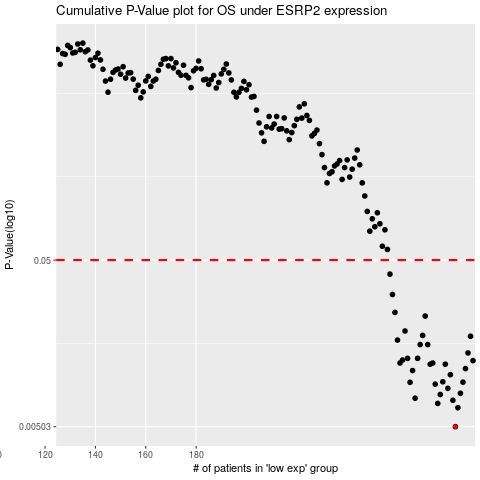 Cumulative P-Value plot for OS under ESRP2 expression
P-Value(log10)
0.05
0.00503
0
120
140
160
180
# of patients in 'low exp' group